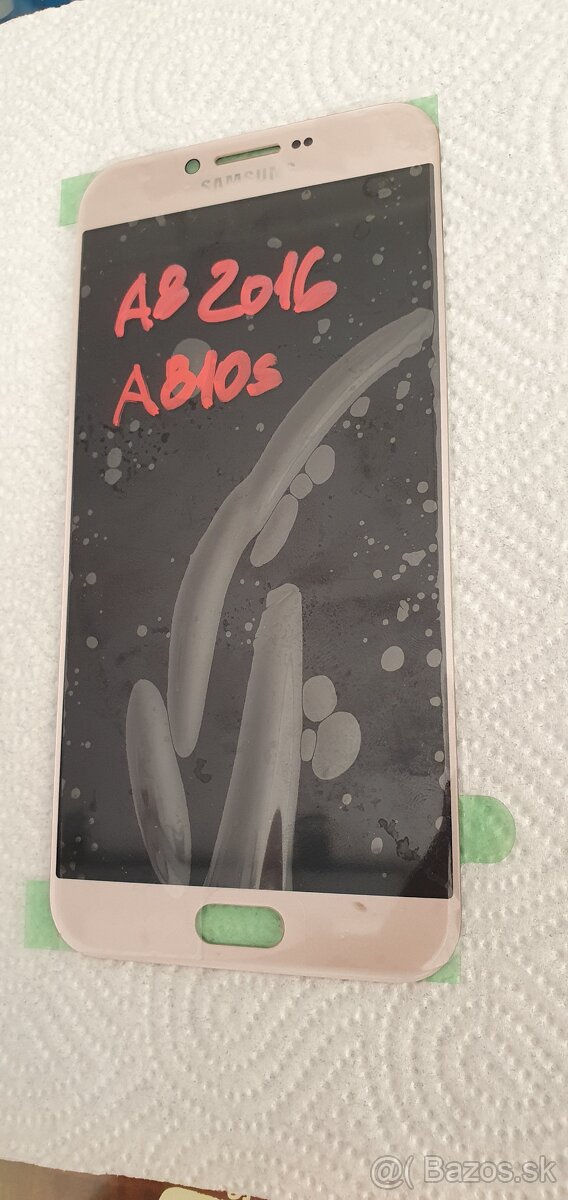 SAMSUNG
A8 2016
A810s
@( Bazos.sk